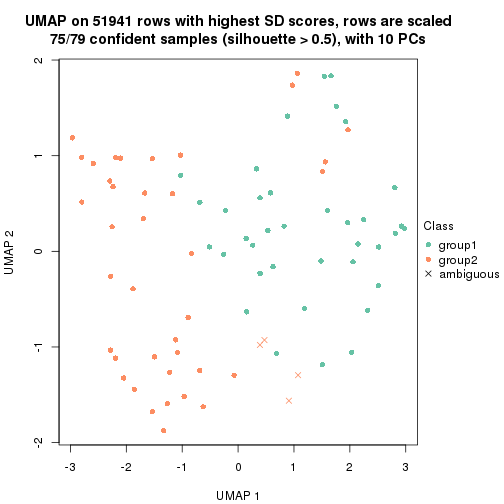 UMAP on 51941 rows with highest SD scores, rows are scaled
75/79 confident samples (silhouette > 0.5), with 10 PCs
2
1
0
-1
-2
UMAP 2
-3
-2
-1
0
1
2
3
UMAP 1
Class
group1
group2
ambiguous